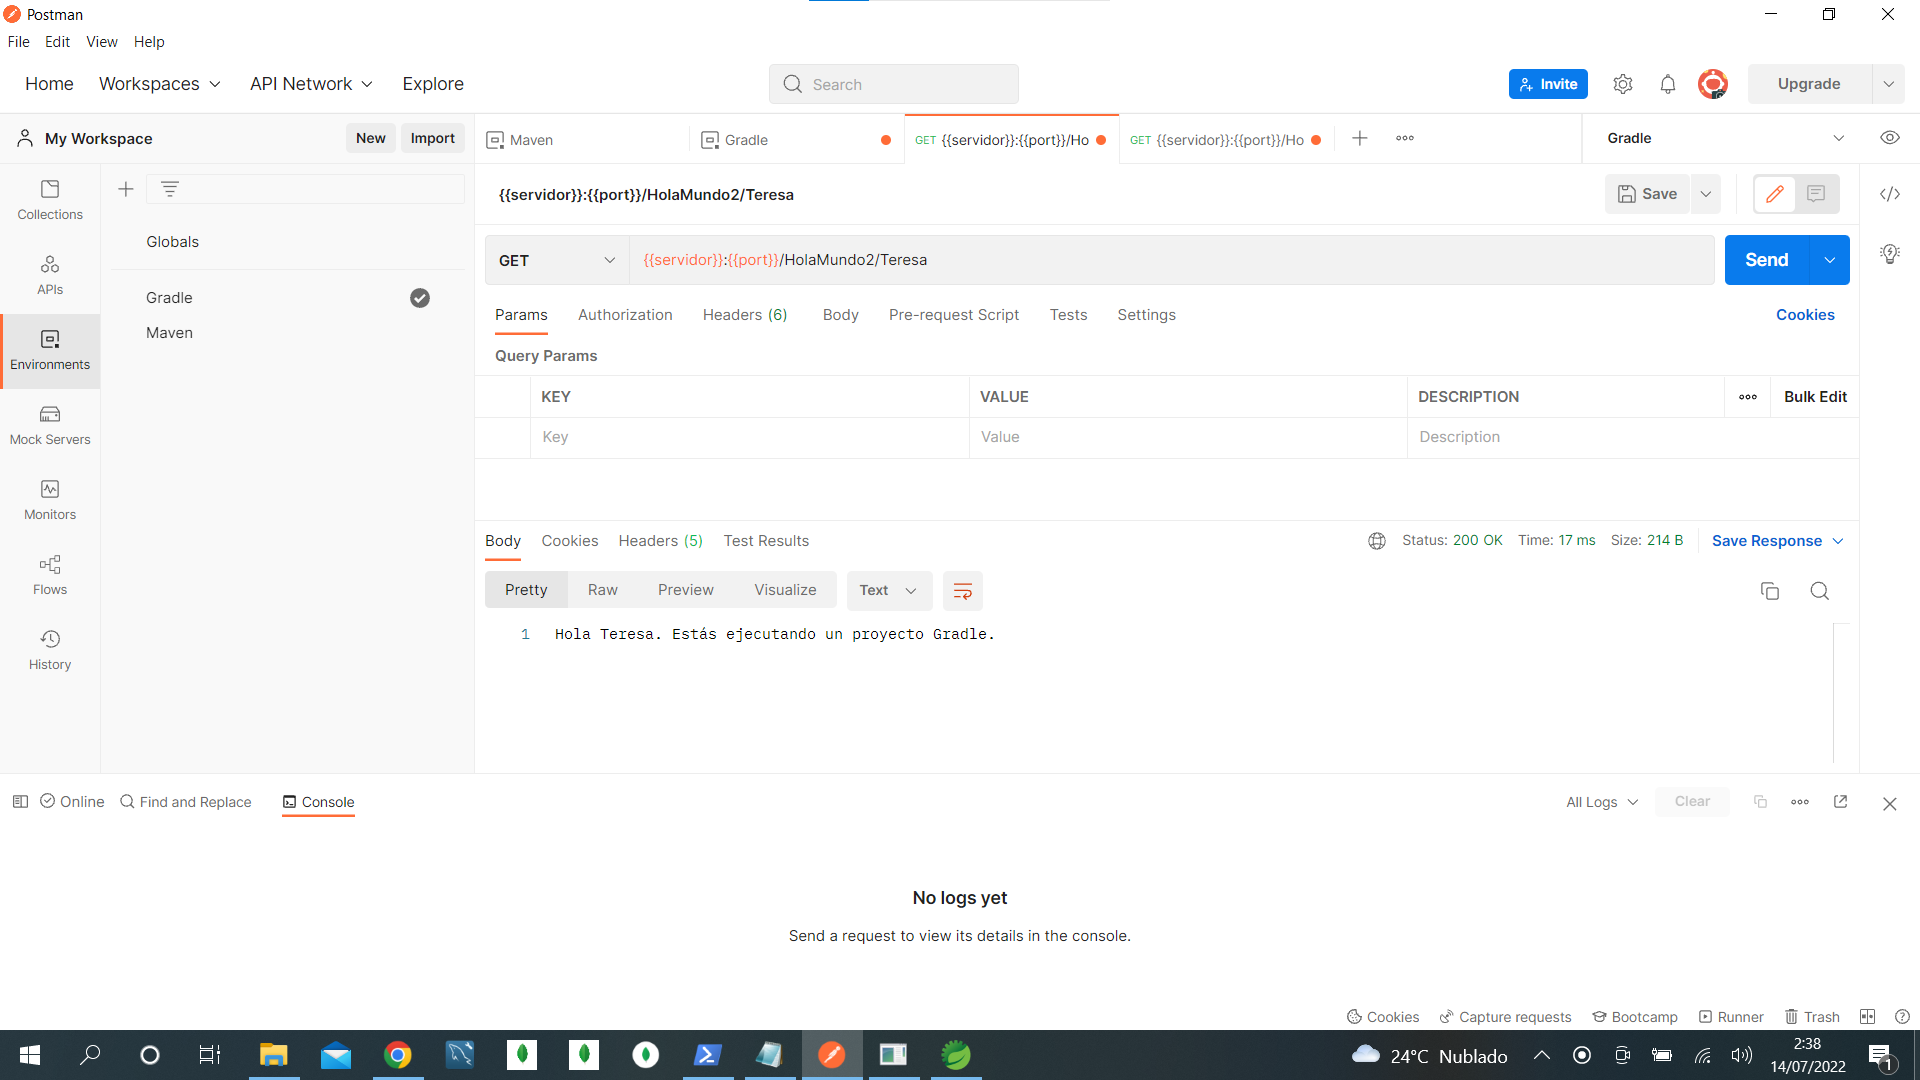 Postman
File Edit View Help
Home Workspaces API Network Explore
Search
Invite
Upgrade
My Workspace
New
Import
Maven
Gradle
GET {{servidor}}:{{port}}/Ho
GET {{servidor}}:{{port}}/Ho
Gradle
Collections
APIs
Environments
Mock Servers
Monitors
Flows
History
Globals
Gradle
Maven
{{servidor}}:{{port}}/HolaMundo2/Teresa
Save
GET
{{servidor}}:{{port}}/HolaMundo2/Teresa
Send
Params Authorization Headers (6) Body Pre-request Script Tests Settings
Cookies
Query Params
KEY VALUE DESCRIPTION
Bulk Edit
Key Value Description
Body Cookies Headers (5) Test Results
Status: 200 OK Time: 17 ms Size: 214 B
Save Response
Pretty Raw Preview Visualize
Text
1 Hola Teresa. Estás ejecutando un proyecto Gradle.
Online Find and Replace Console
All Logs
Clear
No logs yet
Send a request to view its details in the console.
Cookies Capture requests Bootcamp Runner Trash
24°C Nublado
2:38
14/07/2022
1